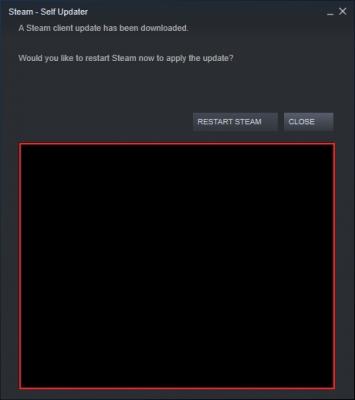 Steam - Self Updater
A Steam client update has been downloaded.
Would you like to restart Steam now to apply the update?
RESTART STEAM
CLOSE